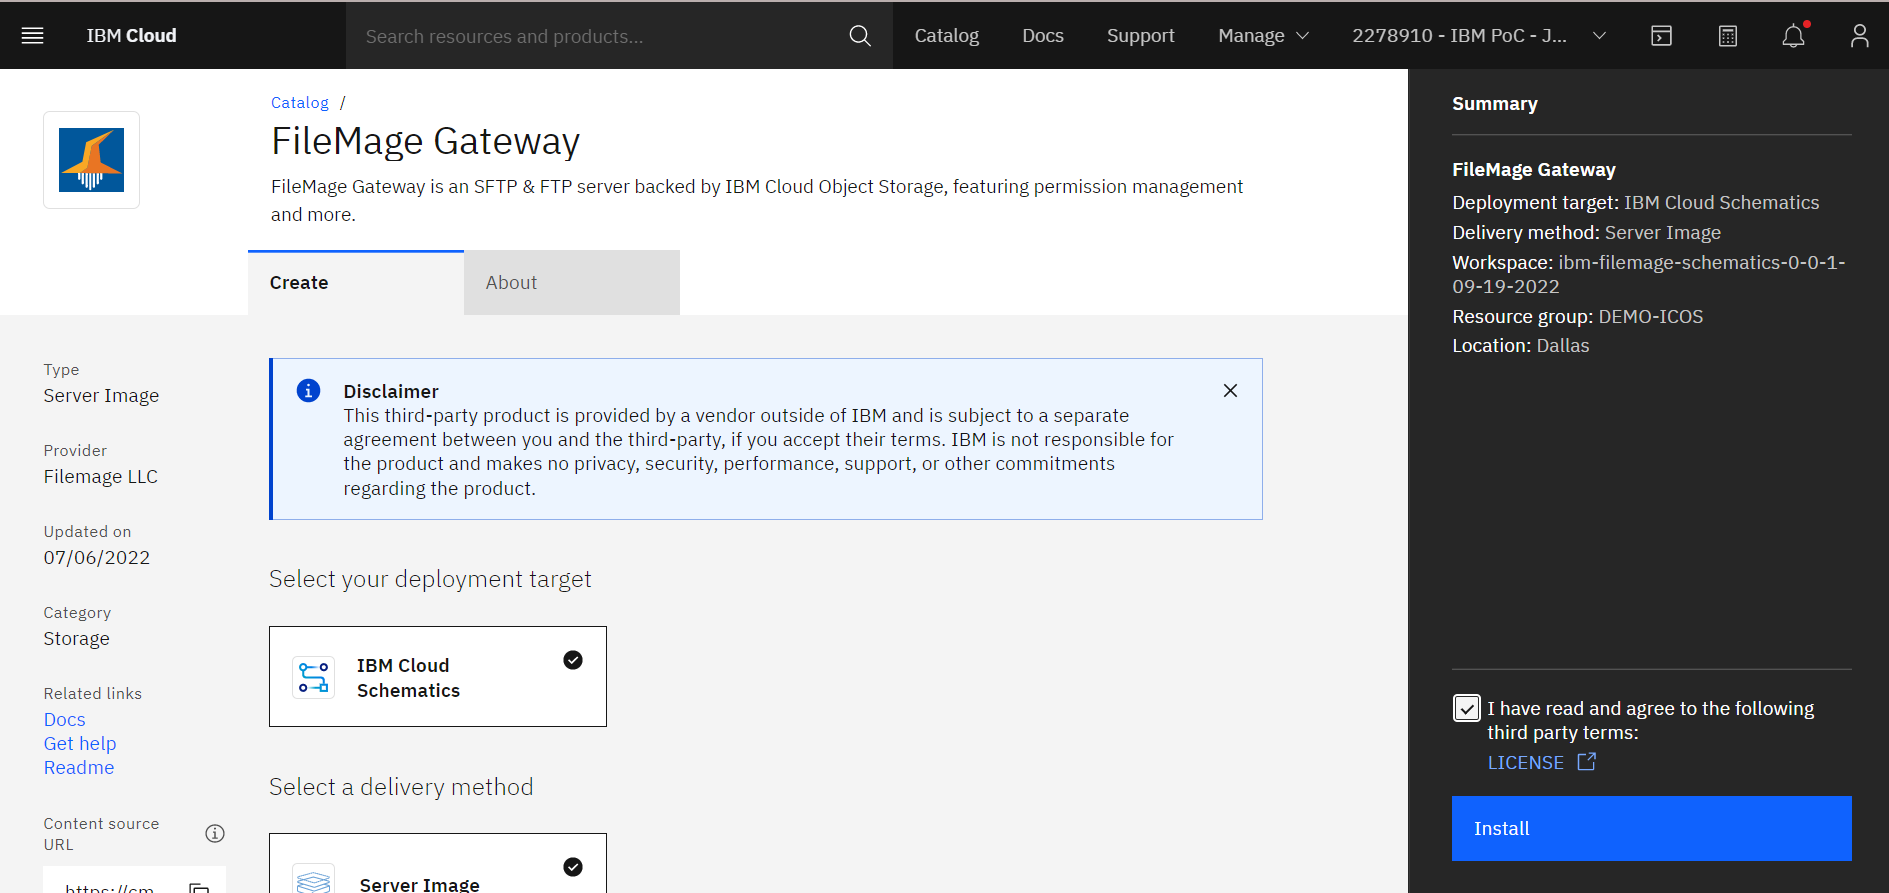 IBM Cloud
Search resources and products...
Catalog
Docs
Support
Manage
2278910 - IBM PoC - J...
Catalog /
FileMage Gateway
FileMage Gateway is an SFTP & FTP server backed by IBM Cloud Object Storage, featuring permission management
and more.
Create
About
Type
Server Image
Provider
Filemage LLC
Updated on
07/06/2022
Category
Storage
Related links
Docs
Get help
Readme
Content source
URL
https://cm
Disclaimer
This third-party product is provided by a vendor outside of IBM and is subject to a separate
agreement between you and the third-party, if you accept their terms. IBM is not responsible for
the product and makes no privacy, security, performance, support, or other commitments
regarding the product.
Select your deployment target
IBM Cloud
Schematics
Select a delivery method
Server Image
Summary
FileMage Gateway
Deployment target: IBM Cloud Schematics
Delivery method: Server Image
Workspace: ibm-filemage-schematics-0-0-1-
09-19-2022
Resource group: DEMO-ICOS
Location: Dallas
I have read and agree to the following
third party terms:
LICENSE
Install